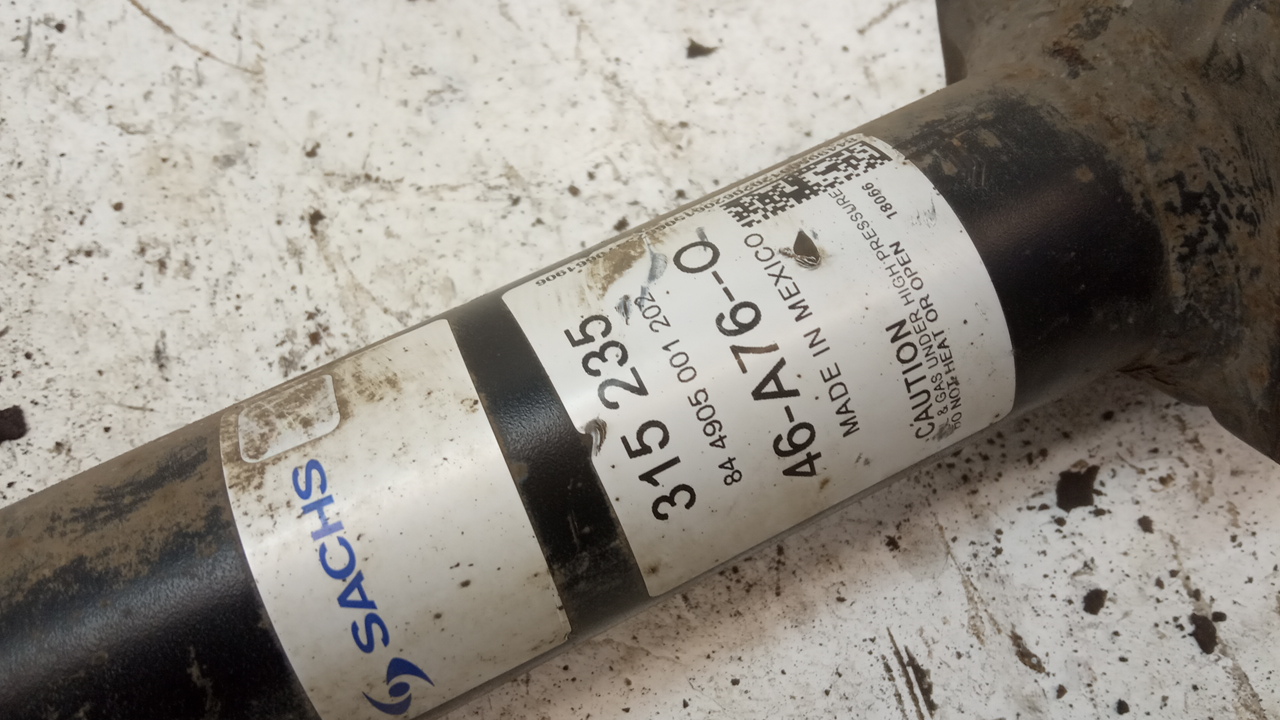 SACHS
315 235
84 4905 001 202
46-A76--Q
MADE IN MEXICO
CAUTION
& GAS UNDER HIGH PRESSURE
DO NOT HEAT OR OPEN 18066